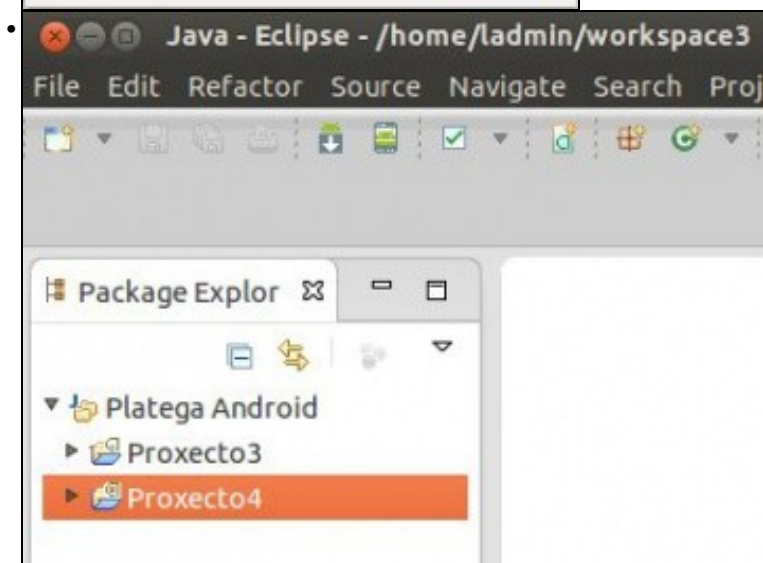 Java - Eclipse - /home/ladmin/workspace3
File Edit Refactor Source Navigate Search Proj
Package Explor
Platega Android
Proxecto3
Proxecto4